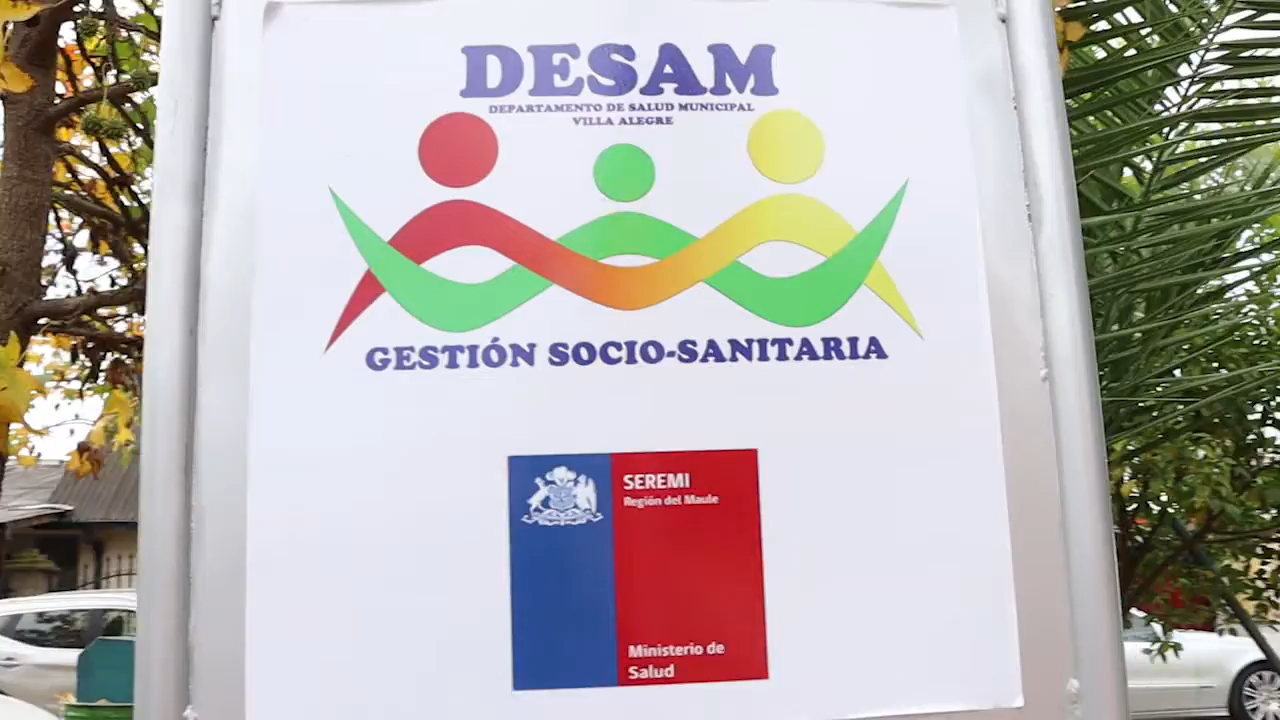 DESAM
DEPARTAMENTO DE SALUD MUNICIPAL
VILLA ALEGRE
GESTIÓN SOCIO-SANITARIA
SEREMI
Región del Maule
Ministerio de
Salud